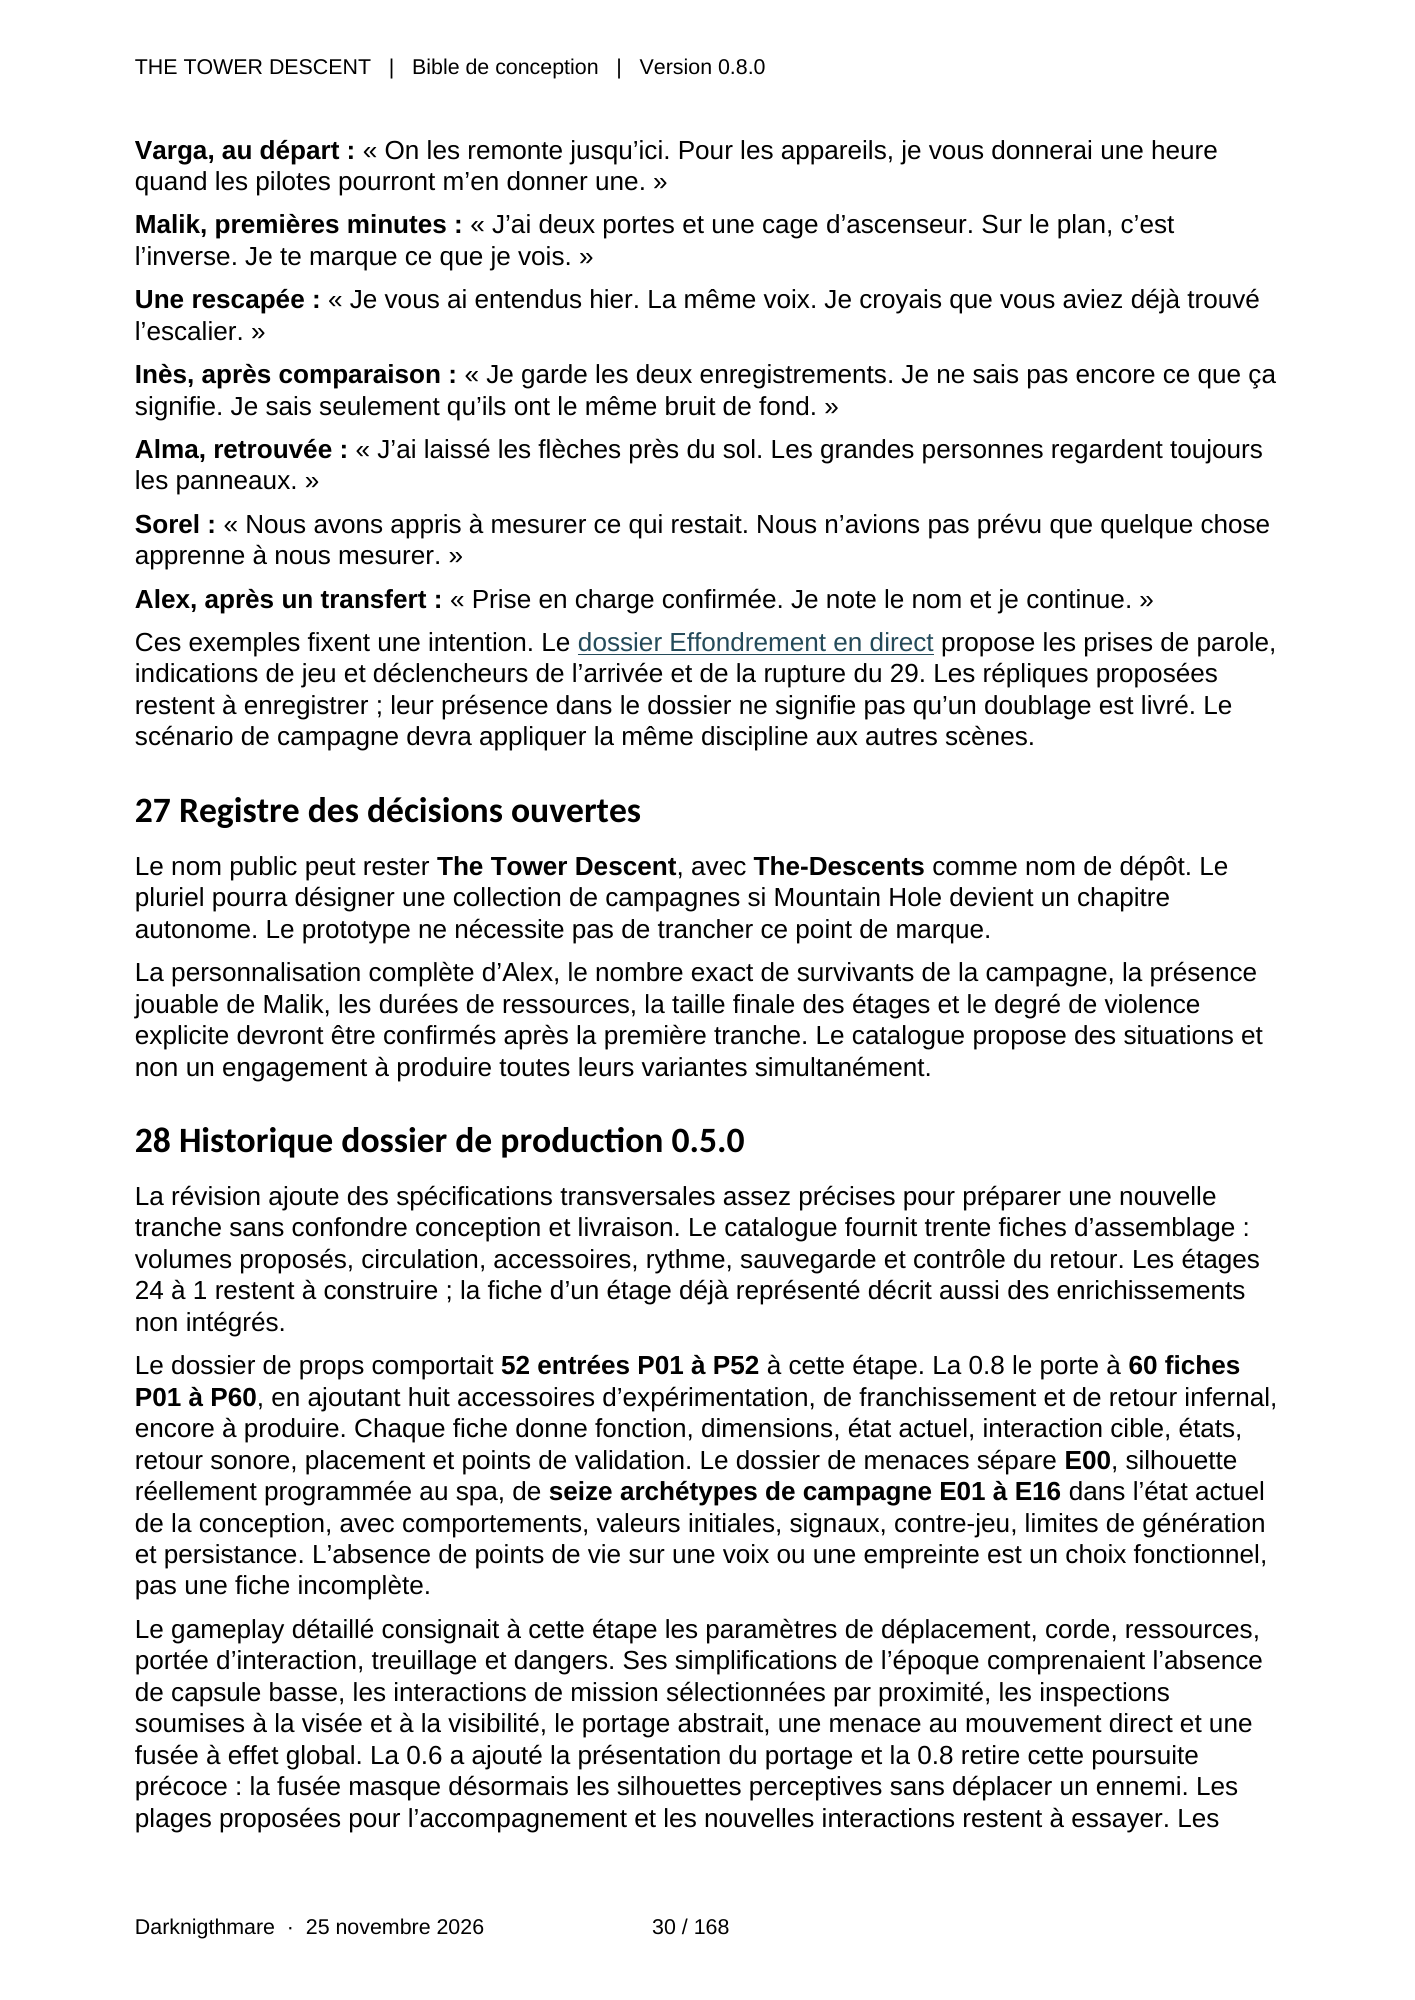 THE TOWER DESCENT | Bible de conception | Version 0.8.0
Varga, au départ : « On les remonte jusqu’ici. Pour les appareils, je vous donnerai une heure
quand les pilotes pourront m’en donner une. »
Malik, premières minutes : « J’ai deux portes et une cage d’ascenseur. Sur le plan, c’est
l’inverse. Je te marque ce que je vois. »
Une rescapée : « Je vous ai entendus hier. La même voix. Je croyais que vous aviez déjà trouvé
l’escalier. »
Inès, après comparaison : « Je garde les deux enregistrements. Je ne sais pas encore ce que ça
signifie. Je sais seulement qu’ils ont le même bruit de fond. »
Alma, retrouvée : « J’ai laissé les flèches près du sol. Les grandes personnes regardent toujours
les panneaux. »
Sorel : « Nous avons appris à mesurer ce qui restait. Nous n’avions pas prévu que quelque chose
apprenne à nous mesurer. »
Alex, après un transfert : « Prise en charge confirmée. Je note le nom et je continue. »
Ces exemples fixent une intention. Le dossier Effondrement en direct propose les prises de parole,
indications de jeu et déclencheurs de l’arrivée et de la rupture du 29. Les répliques proposées
restent à enregistrer ; leur présence dans le dossier ne signifie pas qu’un doublage est livré. Le
scénario de campagne devra appliquer la même discipline aux autres scènes.
27 Registre des décisions ouvertes
Le nom public peut rester The Tower Descent, avec The-Descents comme nom de dépôt. Le
pluriel pourra désigner une collection de campagnes si Mountain Hole devient un chapitre
autonome. Le prototype ne nécessite pas de trancher ce point de marque.
La personnalisation complète d’Alex, le nombre exact de survivants de la campagne, la présence
jouable de Malik, les durées de ressources, la taille finale des étages et le degré de violence
explicite devront être confirmés après la première tranche. Le catalogue propose des situations et
non un engagement à produire toutes leurs variantes simultanément.
28 Historique dossier de production 0.5.0
La révision ajoute des spécifications transversales assez précises pour préparer une nouvelle
tranche sans confondre conception et livraison. Le catalogue fournit trente fiches d’assemblage :
volumes proposés, circulation, accessoires, rythme, sauvegarde et contrôle du retour. Les étages
24 à 1 restent à construire ; la fiche d’un étage déjà représenté décrit aussi des enrichissements
non intégrés.
Le dossier de props comportait 52 entrées P01 à P52 à cette étape. La 0.8 le porte à 60 fiches
P01 à P60, en ajoutant huit accessoires d’expérimentation, de franchissement et de retour infernal,
encore à produire. Chaque fiche donne fonction, dimensions, état actuel, interaction cible, états,
retour sonore, placement et points de validation. Le dossier de menaces sépare E00, silhouette
réellement programmée au spa, de seize archétypes de campagne E01 à E16 dans l’état actuel
de la conception, avec comportements, valeurs initiales, signaux, contre-jeu, limites de génération
et persistance. L’absence de points de vie sur une voix ou une empreinte est un choix fonctionnel,
pas une fiche incomplète.
Le gameplay détaillé consignait à cette étape les paramètres de déplacement, corde, ressources,
portée d’interaction, treuillage et dangers. Ses simplifications de l’époque comprenaient l’absence
de capsule basse, les interactions de mission sélectionnées par proximité, les inspections
soumises à la visée et à la visibilité, le portage abstrait, une menace au mouvement direct et une
fusée à effet global. La 0.6 a ajouté la présentation du portage et la 0.8 retire cette poursuite
précoce : la fusée masque désormais les silhouettes perceptives sans déplacer un ennemi. Les
plages proposées pour l’accompagnement et les nouvelles interactions restent à essayer. Les
Darknigthmare · 25 novembre 2026 30 / 168